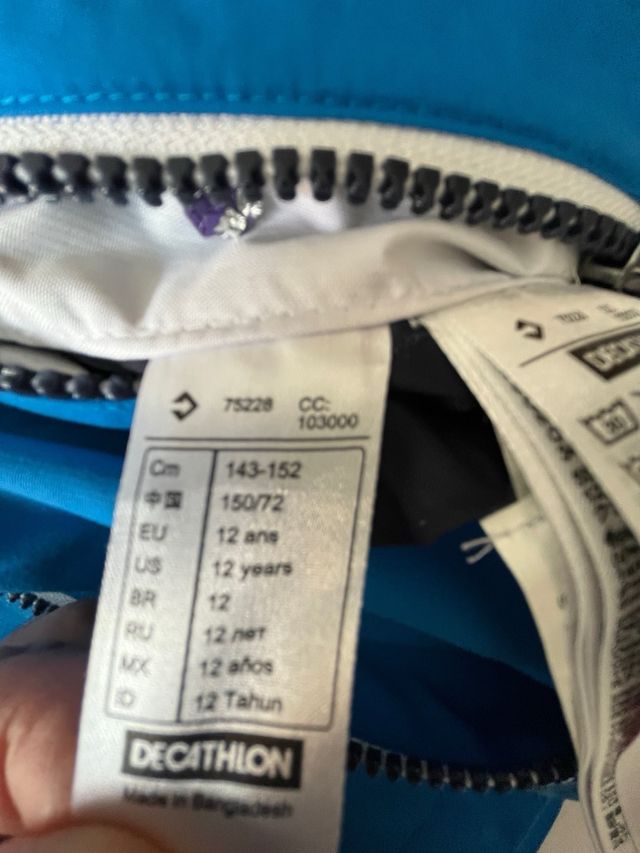 75228 CC:
103000
Cm 143-152
中国 150/72
EU 12 ans
US 12 years
BR 12
RU 12 лет
MX 12 años
ID 12 Tahun
DECATHLON
Made in Bangladesh
30